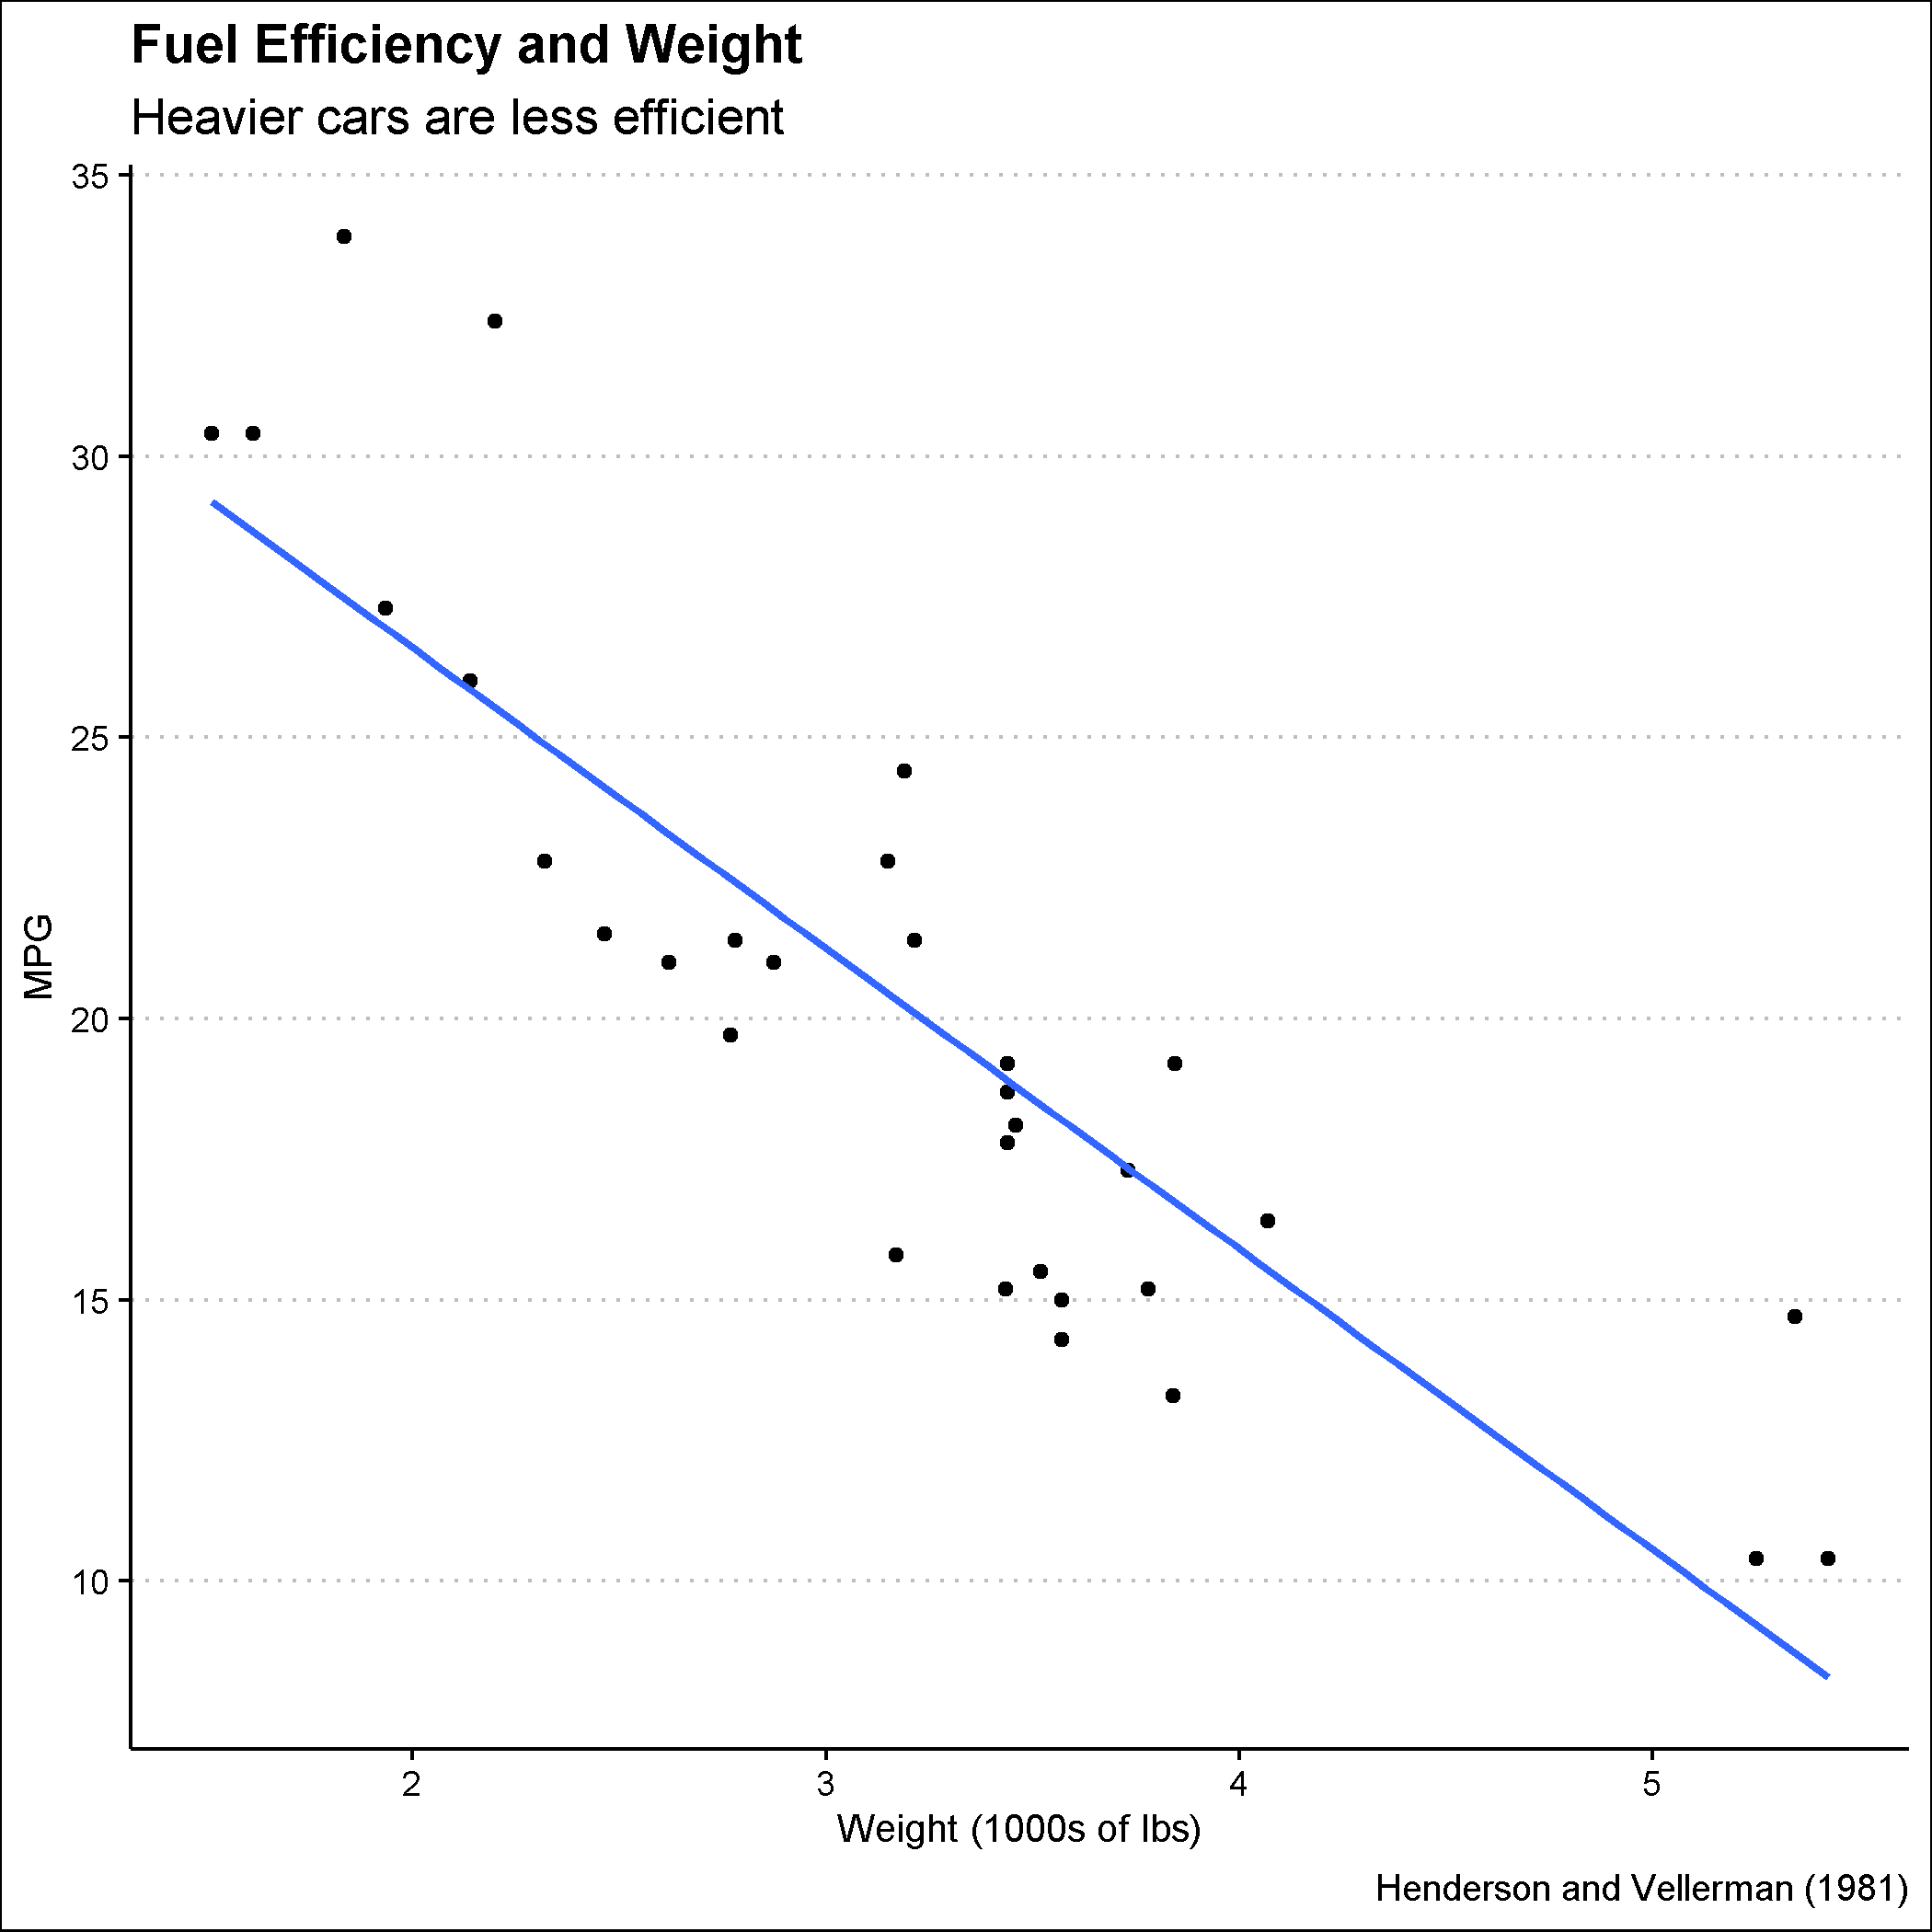 Fuel Efficiency and Weight
Heavier cars are less efficient
35
30
25
20
15
10
MPG
2 3 4 5
Weight (1000s of lbs)
Henderson and Vellerman (1981)